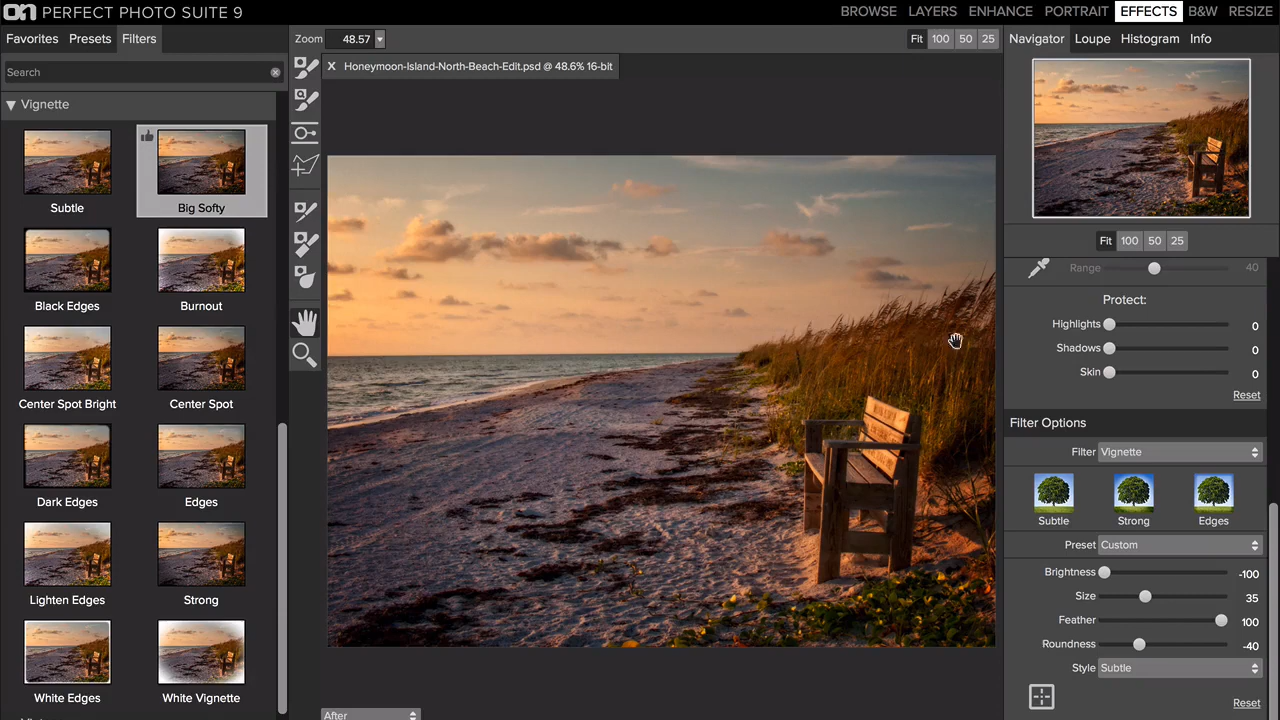 on PERFECT PHOTO SUITE 9
BROWSE LAYERS ENHANCE PORTRAIT EFFECTS B&W RESIZE
Favorites Presets Filters
Zoom 48.57
Fit 100 50 25
Navigator Loupe Histogram Info
Search
Honeymoon-Island-North-Beach-Edit.psd @ 48.6% 16-bit
Vignette
Subtle Big Softy
Black Edges Burnout
Center Spot Bright Center Spot
Dark Edges Edges
Lighten Edges Strong
White Edges White Vignette
After
Fit 100 50 25
Range 40
Protect:
Highlights 0
Shadows 0
Skin 0
Reset
Filter Options
Filter Vignette
Subtle Strong Edges
Preset Custom
Brightness -100
Size 35
Feather 100
Roundness -40
Style Subtle
Reset